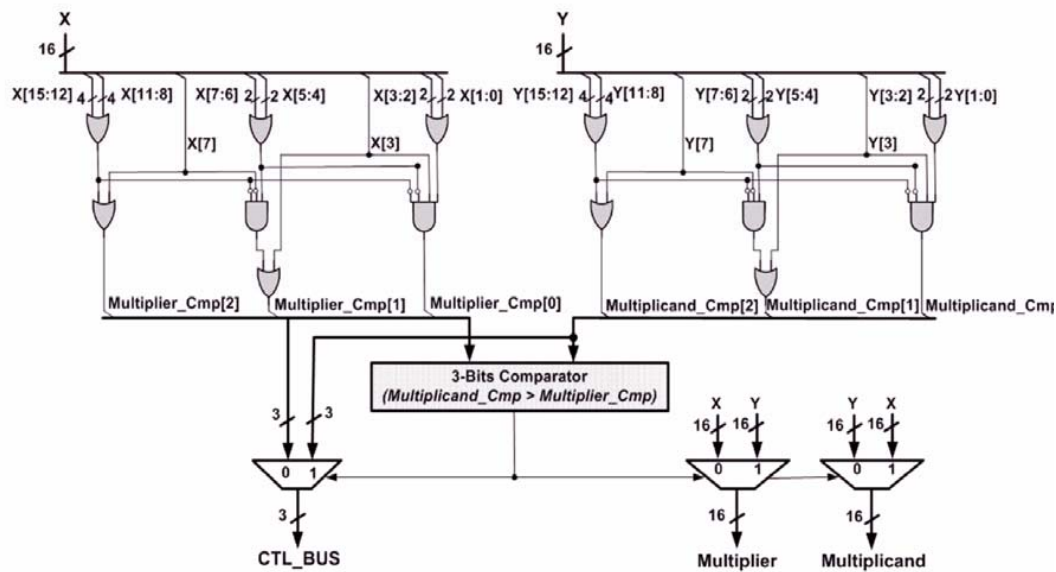 X Y
16 16
X[15:12] 4 4 X[11:8] X[7:6] 2 2 X[5:4] X[3:2] 2 2 X[1:0] Y[15:12] 4 4 Y[11:8] Y[7:6] 2 2 Y[5:4] Y[3:2] 2 2 Y[1:0]
X[7] X[3] Y[7] Y[3]
Multiplier_Cmp[2] Multiplier_Cmp[1] Multiplier_Cmp[0] Multiplicand_Cmp[2] Multiplicand_Cmp[1] Multiplicand_Cmp
3-Bits Comparator
(Multiplicand_Cmp > Multiplier_Cmp)
X Y Y X
3 3 16 16 16 16
0 1 0 1 0 1
3 16 16
CTL_BUS Multiplier Multiplicand